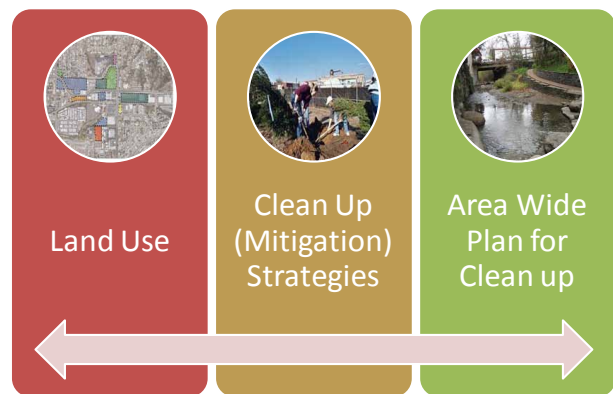 Land Use
Clean Up
(Mitigation)
Strategies
Area Wide
Plan for
Clean up